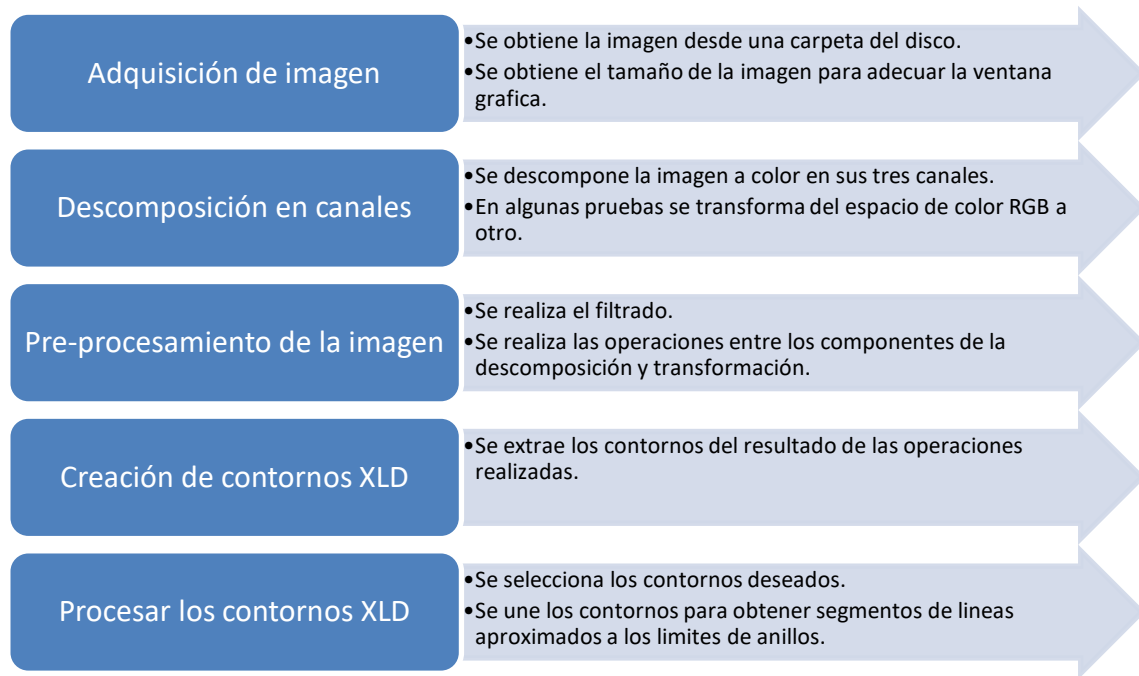 Adquisición de imagen
•Se obtiene la imagen desde una carpeta del disco.
•Se obtiene el tamaño de la imagen para adecuar la ventana
grafica.
Descomposición en canales
•Se descompone la imagen a color en sus tres canales.
•En algunas pruebas se transforma del espacio de color RGB a
otro.
Pre-procesamiento de la imagen
•Se realiza el filtrado.
•Se realiza las operaciones entre los componentes de la
descomposición y transformación.
Creación de contornos XLD
•Se extrae los contornos del resultado de las operaciones
realizadas.
Procesar los contornos XLD
•Se selecciona los contornos deseados.
•Se une los contornos para obtener segmentos de lineas
aproximados a los limites de anillos.